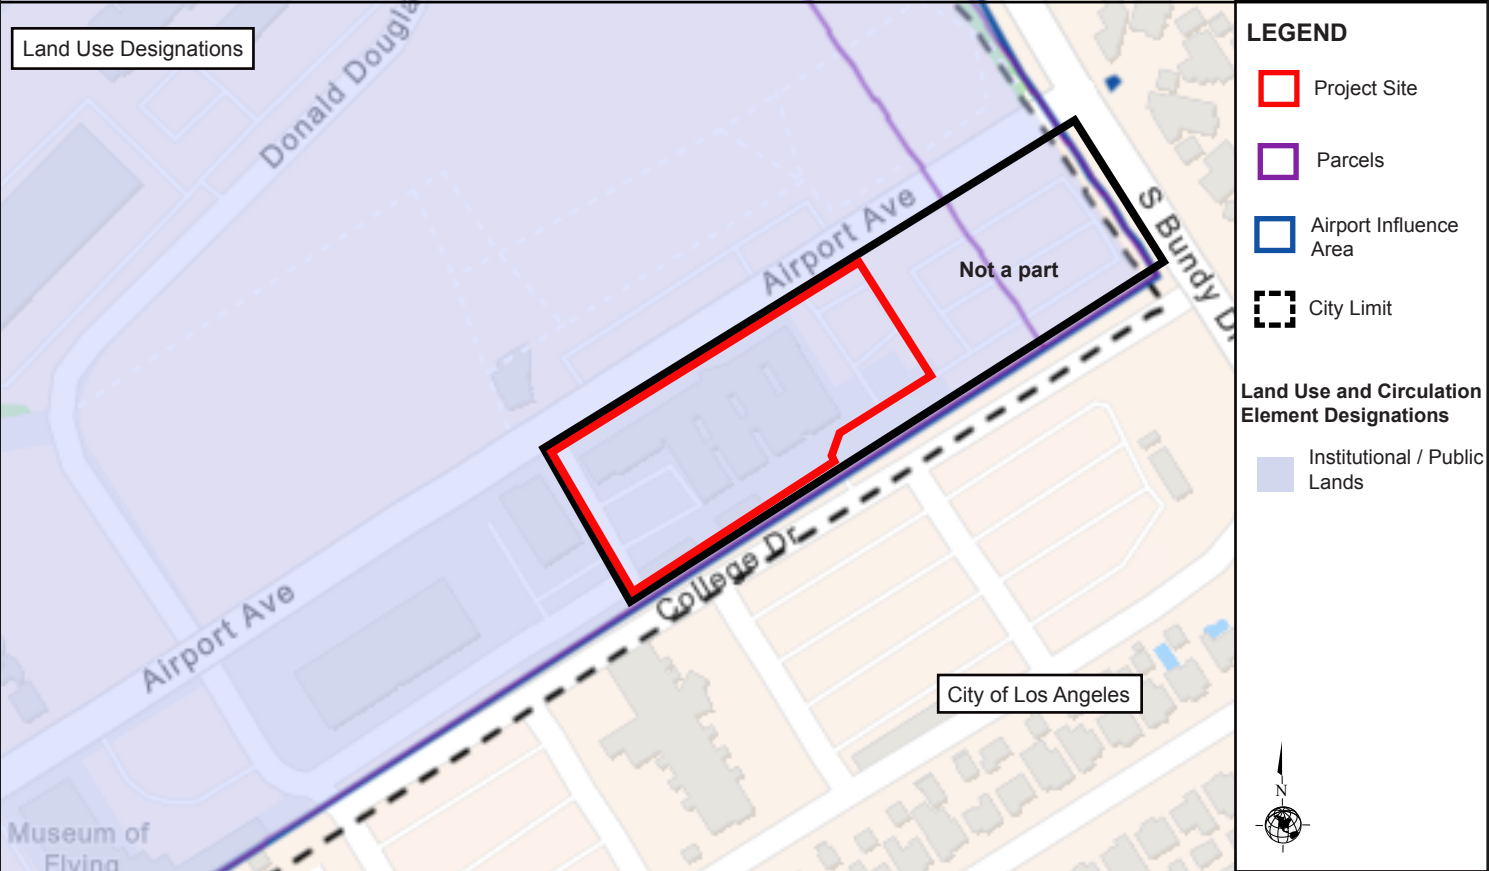 Land Use Designations
Donald Dougla
Airport Ave
S Bundy Dr
Not a part
Airport Ave
College Dr
City of Los Angeles
Museum of
Flying
LEGEND
Project Site
Parcels
Airport Influence
Area
City Limit
Land Use and Circulation
Element Designations
Institutional / Public
Lands
N